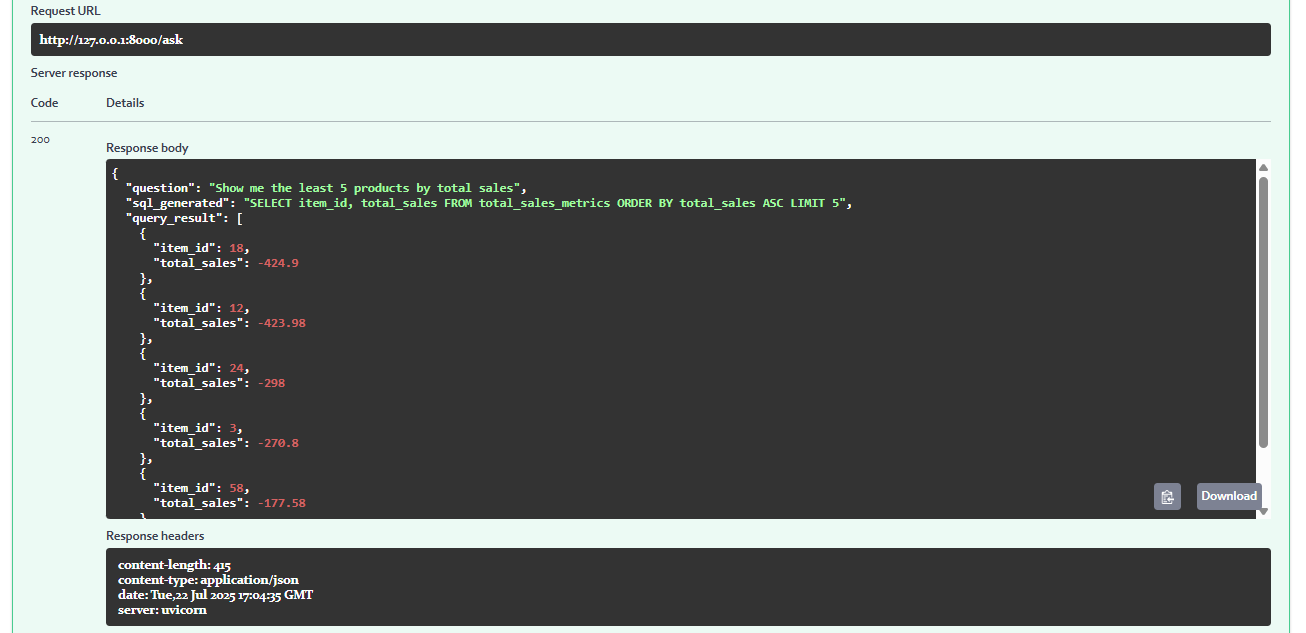 Request URL
http://127.0.0.1:8000/ask
Server response
Code Details
200
Response body
{
  "question": "Show me the least 5 products by total sales",
  "sql_generated": "SELECT item_id, total_sales FROM total_sales_metrics ORDER BY total_sales ASC LIMIT 5",
  "query_result": [
    {
      "item_id": 18,
      "total_sales": -424.9
    },
    {
      "item_id": 12,
      "total_sales": -423.98
    },
    {
      "item_id": 24,
      "total_sales": -298
    },
    {
      "item_id": 3,
      "total_sales": -270.8
    },
    {
      "item_id": 58,
      "total_sales": -177.58
    }
Download
Response headers
content-length: 415
content-type: application/json
date: Tue,22 Jul 2025 17:04:35 GMT
server: uvicorn